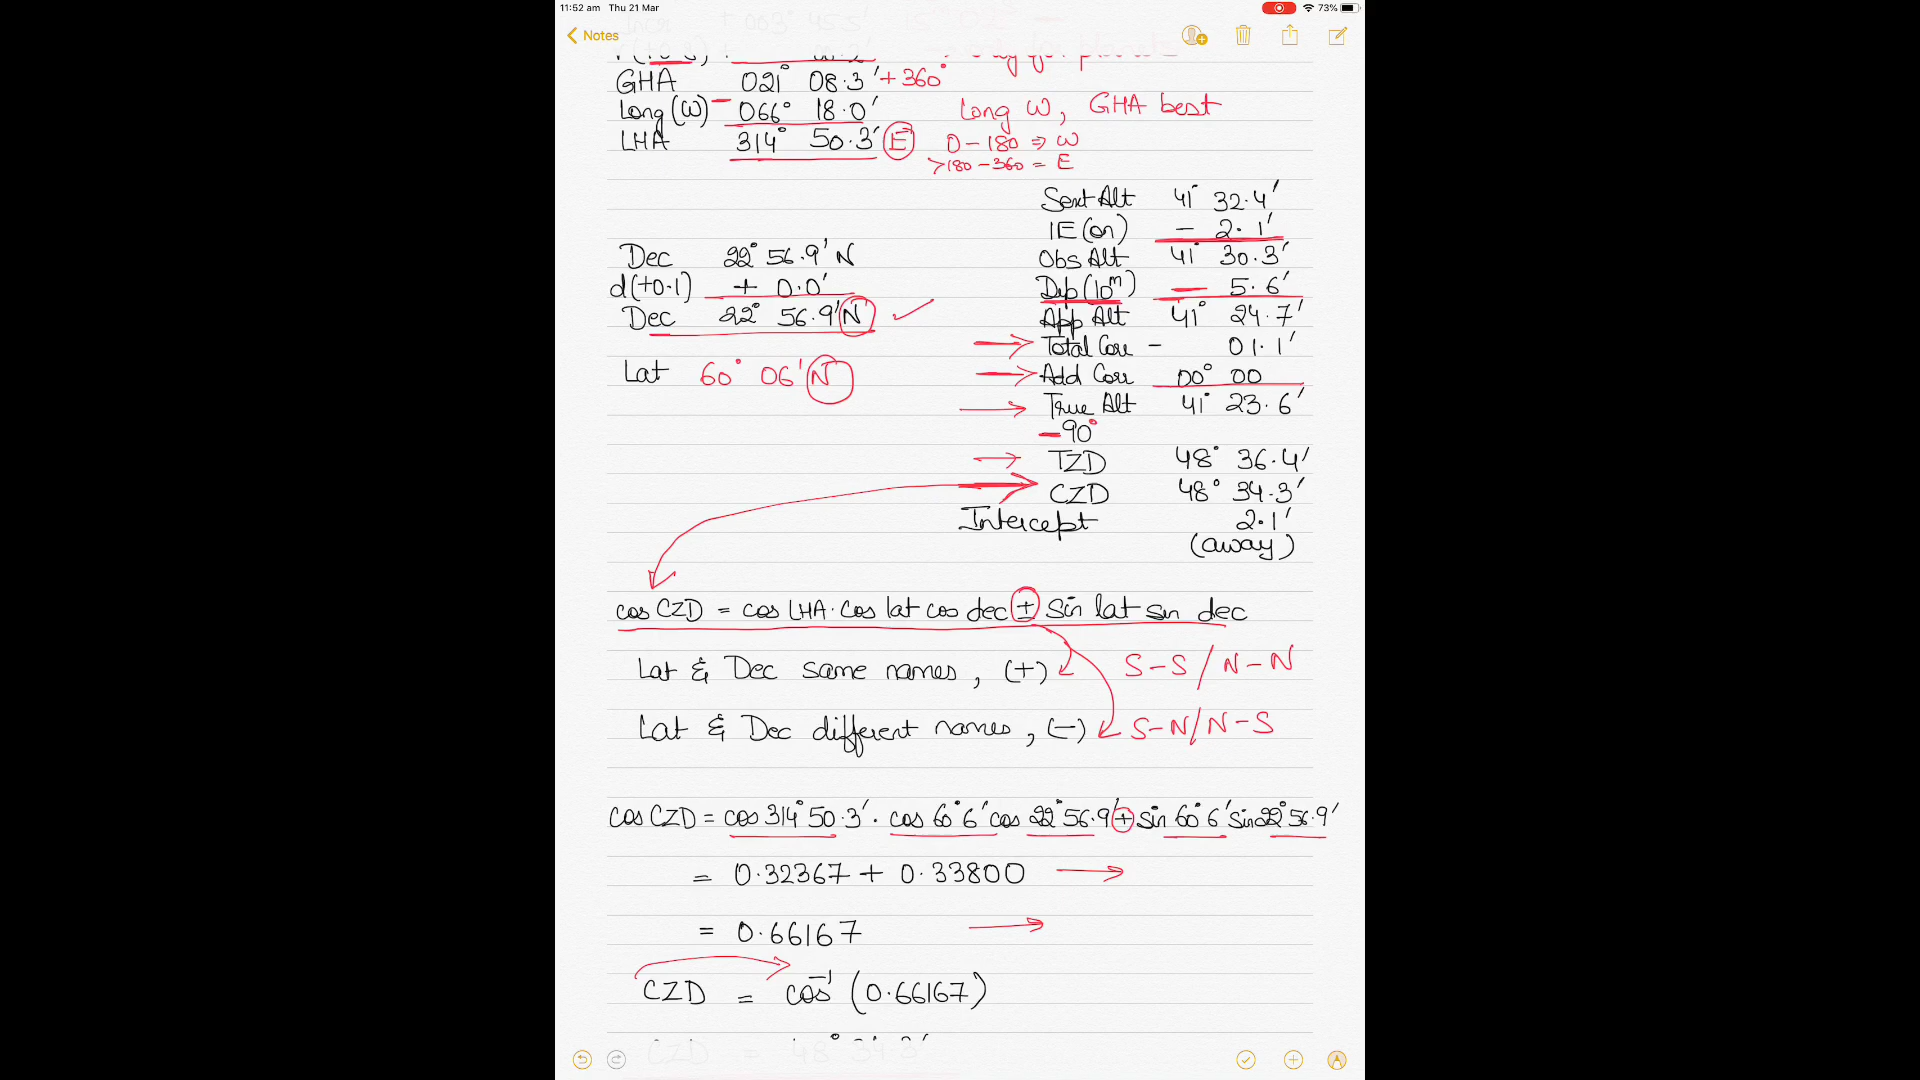 11:52 am Thu 21 Mar
73%
Notes
GHA 021° 08.3' +360°
Long (W) - 066° 18.0'
LHA 314° 50.3' E
Long W, GHA best
0 - 180 ⇒ W
>180 - 360 = E
Sext Alt 41° 32.4'
IE (on) - 2.1'
Obs Alt 41° 30.3'
Dip (10m) - 5.6'
App Alt 41° 24.7'
Total Corr - 01.1'
Add Corr 00° 00
True Alt 41° 23.6'
-90°
TZD 48° 36.4'
CZD 48° 34.3'
Intercept 2.1'
(away)
Dec 22° 56.9' N
d(+0.1) + 0.0'
Dec 22° 56.9' N
Lat 60° 06' N
cos CZD = cos LHA . cos lat cos dec ± Sin lat sin dec
Lat & Dec same names, (+) S-S / N-N
Lat & Dec different names, (-) S-N/N-S
cos CZD = cos 314° 50.3' . cos 60° 6' cos 22° 56.9' + sin 60° 6' sin 22° 56.9'
= 0.32367 + 0.33800
= 0.66167
CZD = cos⁻¹ (0.66167)
CZD = 48° 34.3'